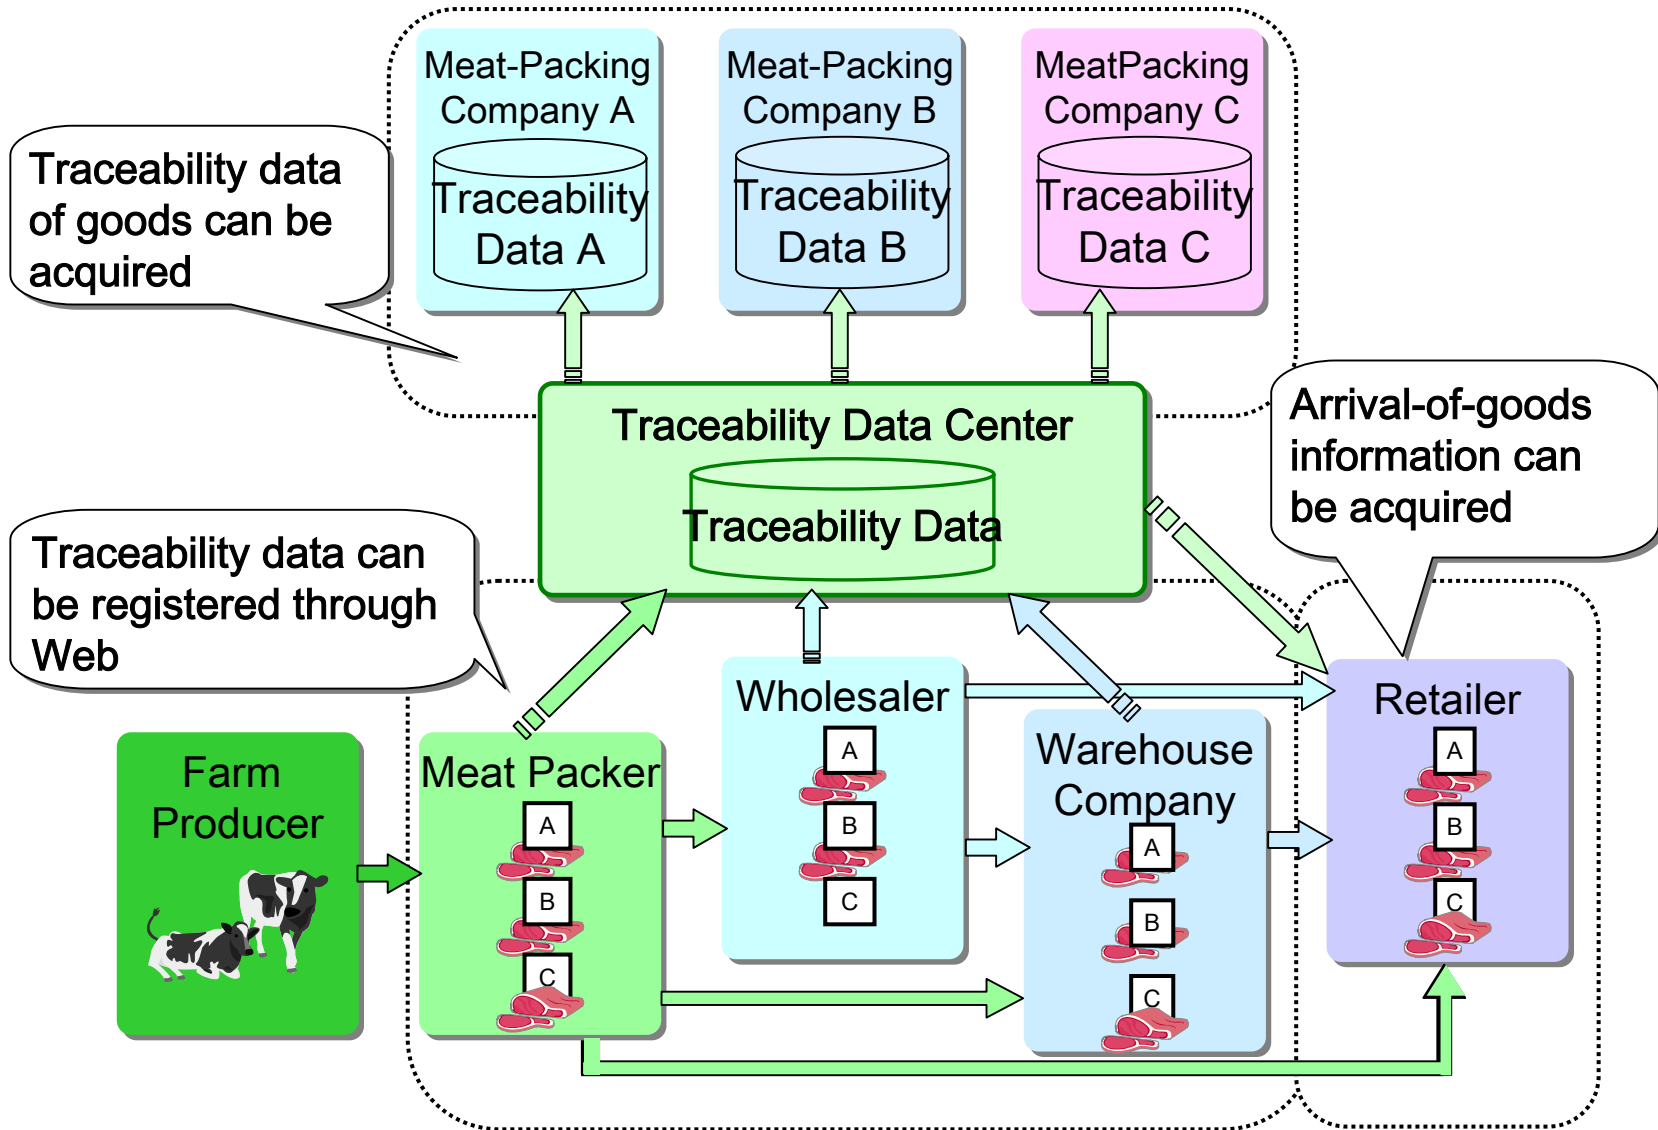 Meat-Packing
Company A
Traceability
Data A
Meat-Packing
Company B
Traceability
Data B
MeatPacking
Company C
Traceability
Data C
Traceability data
of goods can be
acquired
Traceability Data Center
Traceability Data
Arrival-of-goods
information can
be acquired
Traceability data can
be registered through
Web
Farm
Producer
Meat Packer
A
B
C
Wholesaler
A
B
C
Warehouse
Company
A
B
C
Retailer
A
B
C